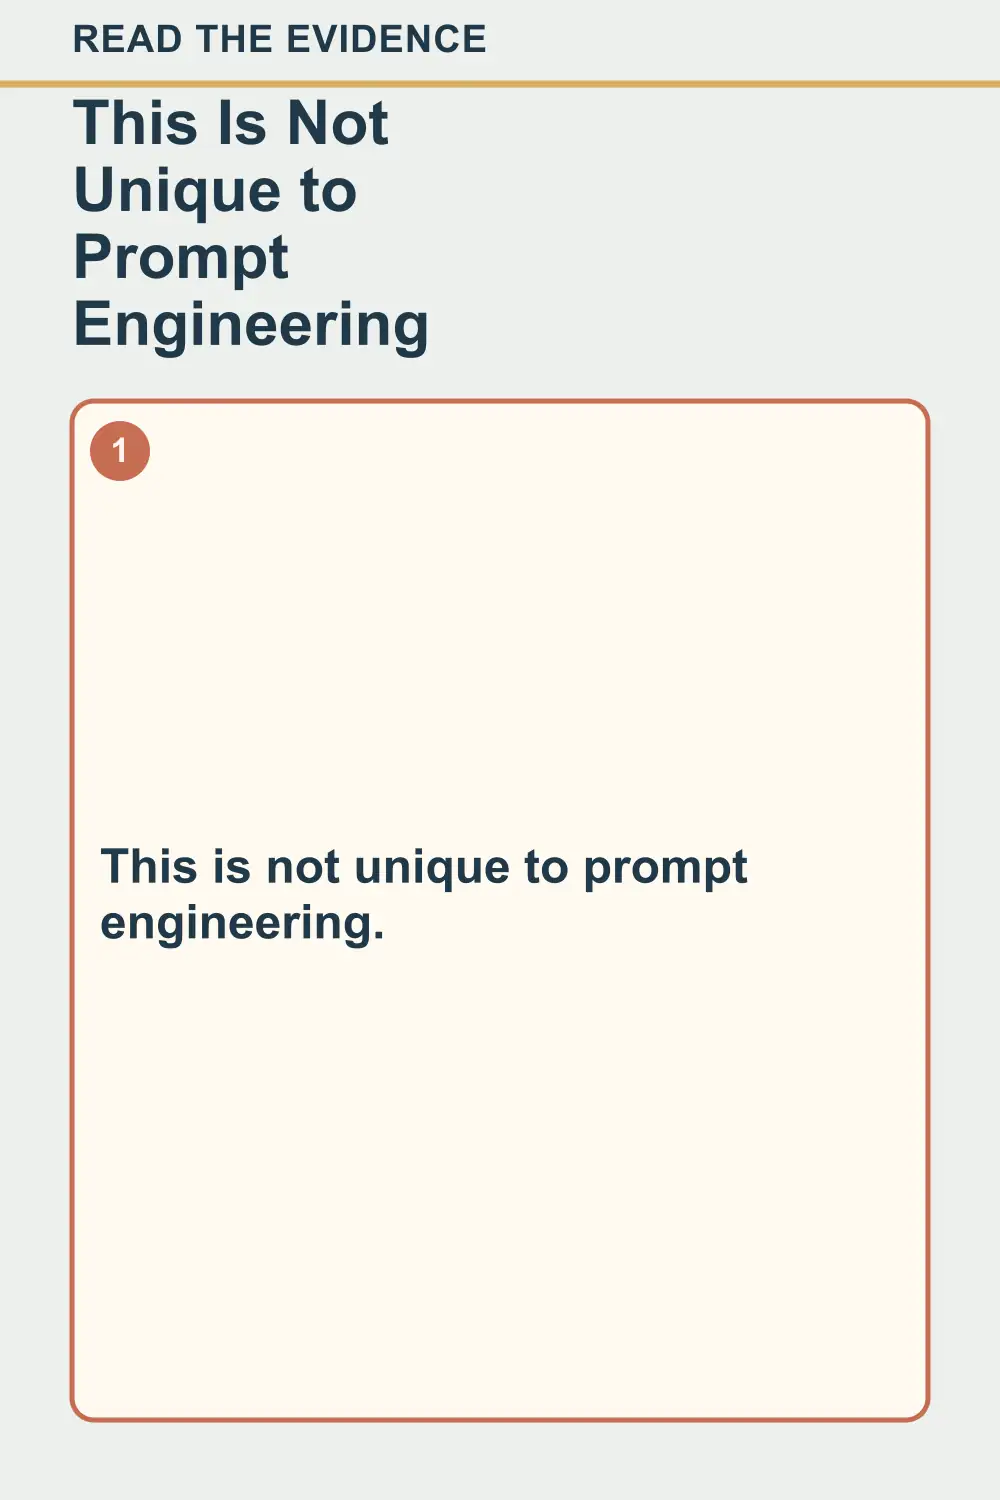 READ THE EVIDENCE
This Is Not
Unique to
Prompt
Engineering
1
This is not unique to prompt
engineering.